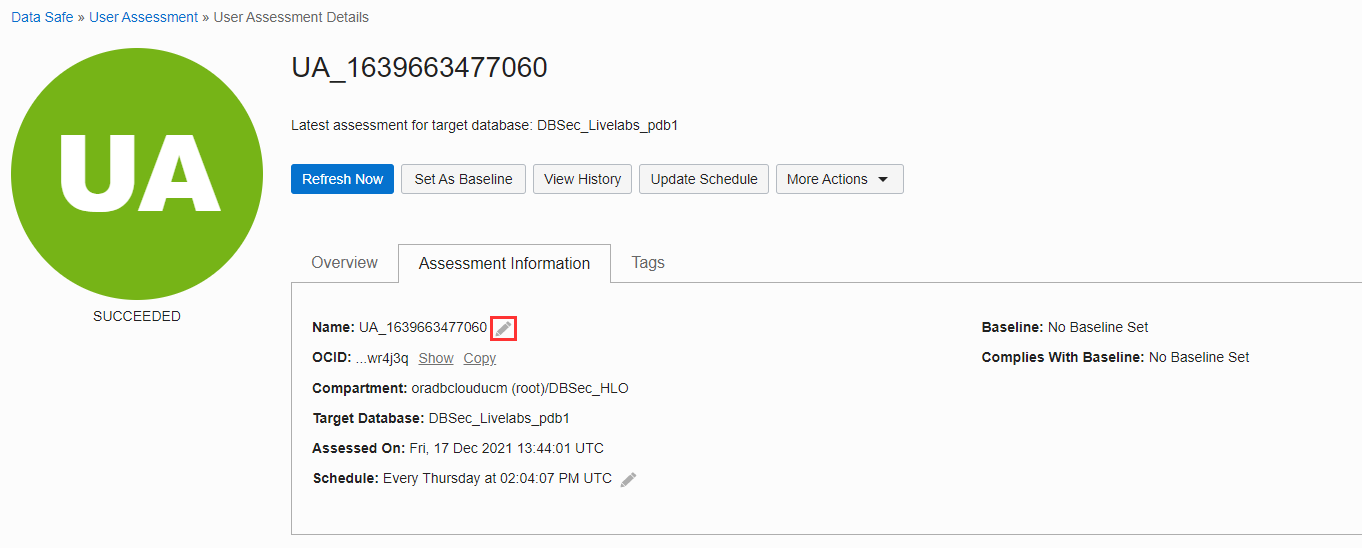 Data Safe » User Assessment » User Assessment Details
UA
SUCCEEDED
UA_1639663477060
Latest assessment for target database: DBSec_Livelabs_pdb1
Refresh Now Set As Baseline View History Update Schedule More Actions
Overview Assessment Information Tags
Name: UA_1639663477060
OCID: ...wr4j3q Show Copy
Compartment: oradbclouducm (root)/DBSec_HLO
Target Database: DBSec_Livelabs_pdb1
Assessed On: Fri, 17 Dec 2021 13:44:01 UTC
Schedule: Every Thursday at 02:04:07 PM UTC
Baseline: No Baseline Set
Complies With Baseline: No Baseline Set